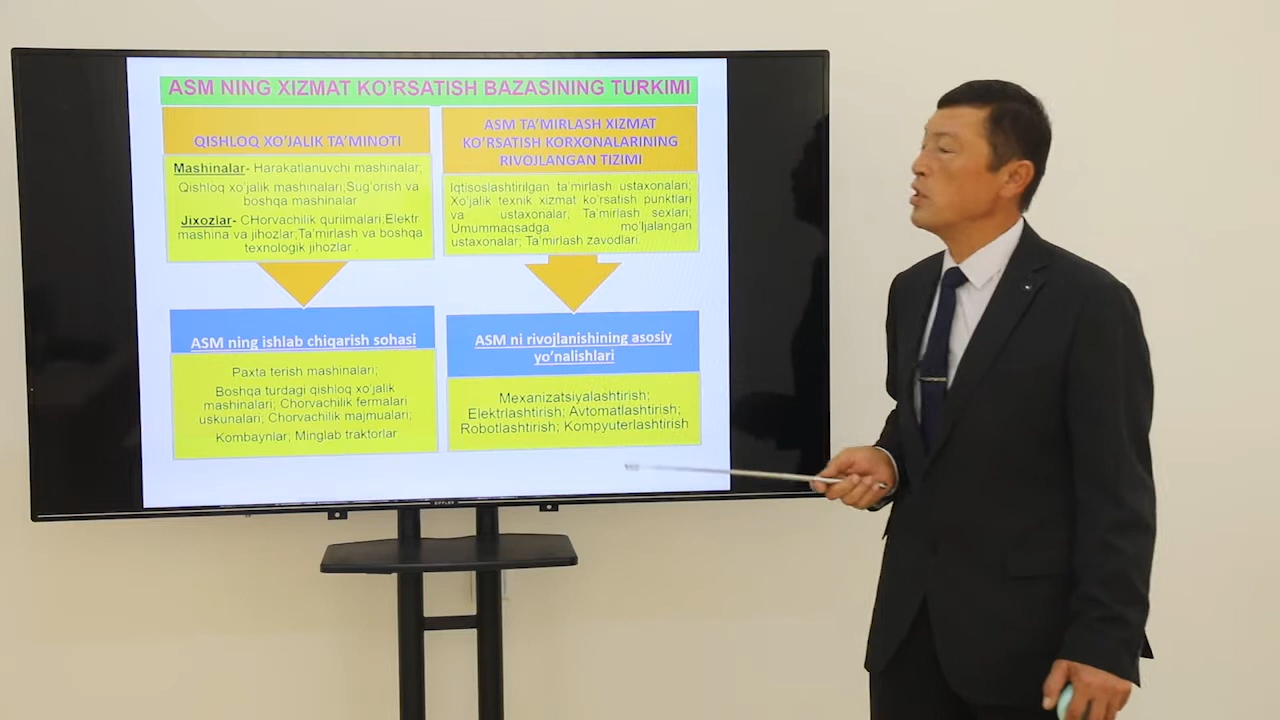 ASM NING XIZMAT KO'RSATISH BAZASINING TURKIMI
QISHLOQ XO'JALIK TA'MINOTI
Mashinalar- Harakatlanuvchi mashinalar;
Qishloq xo'jalik mashinalari,Sug'orish va
boshqa mashinalar
Jixozlar- CHorvachilik qurilmalari;Elektr
mashina va jihozlar;Ta'mirlash va boshqa
texnologik jihozlar .
ASM TA'MIRLASH XIZMAT
KO'RSATISH KORXONALARINING
RIVOJLANGAN TIZIMI
Iqtisoslashtirilgan ta'mirlash ustaxonalari;
Xo'jalik texnix xizmat ko'rsatish punktlari
va ustaxonalar; Ta'mirlash sexlari;
Umummaqsadga mo'ljalangan
ustaxonalar; Ta'mirlash zavodlari.
ASM ning ishlab chiqarish sohasi
Paxta terish mashinalari;
Boshqa turdagi qishloq xo'jalik
mashinalari; Chorvachilik fermalari
uskunalari; Chorvachilik majmualari;
Kombaynlar; Minglab traktorlar
ASM ni rivojlanishining asosiy
yo'nalishlari
Mexanizatsiyalashtirish;
Elektrlashtirish; Avtomatlashtirish;
Robotlashtirish; Kompyuterlashtirish